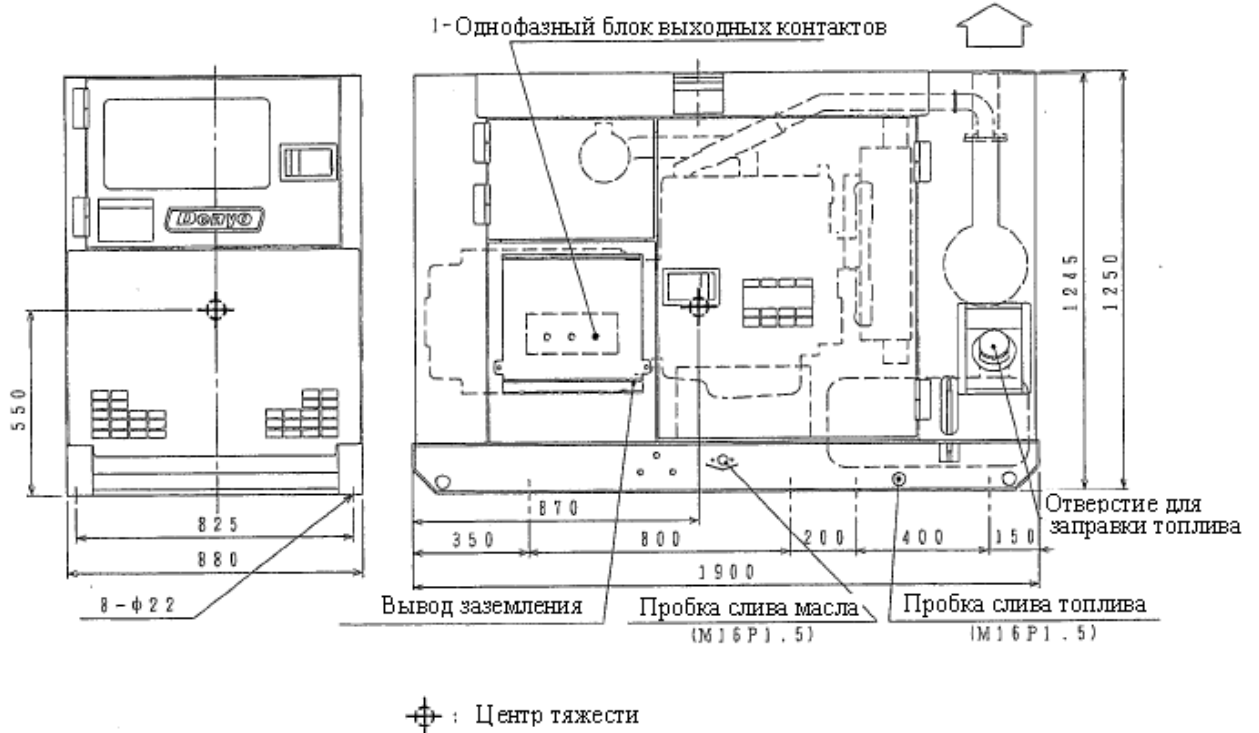 1-Однофазный блок выходных контактов
Denyo
550
825
880
8-φ22
1245
1250
870
350
800
200
400
150
1900
Отверстие для
заправки топлива
Вывод заземления
Пробка слива масла
(M16P1.5)
Пробка слива топлива
(M16P1.5)
: Центр тяжести